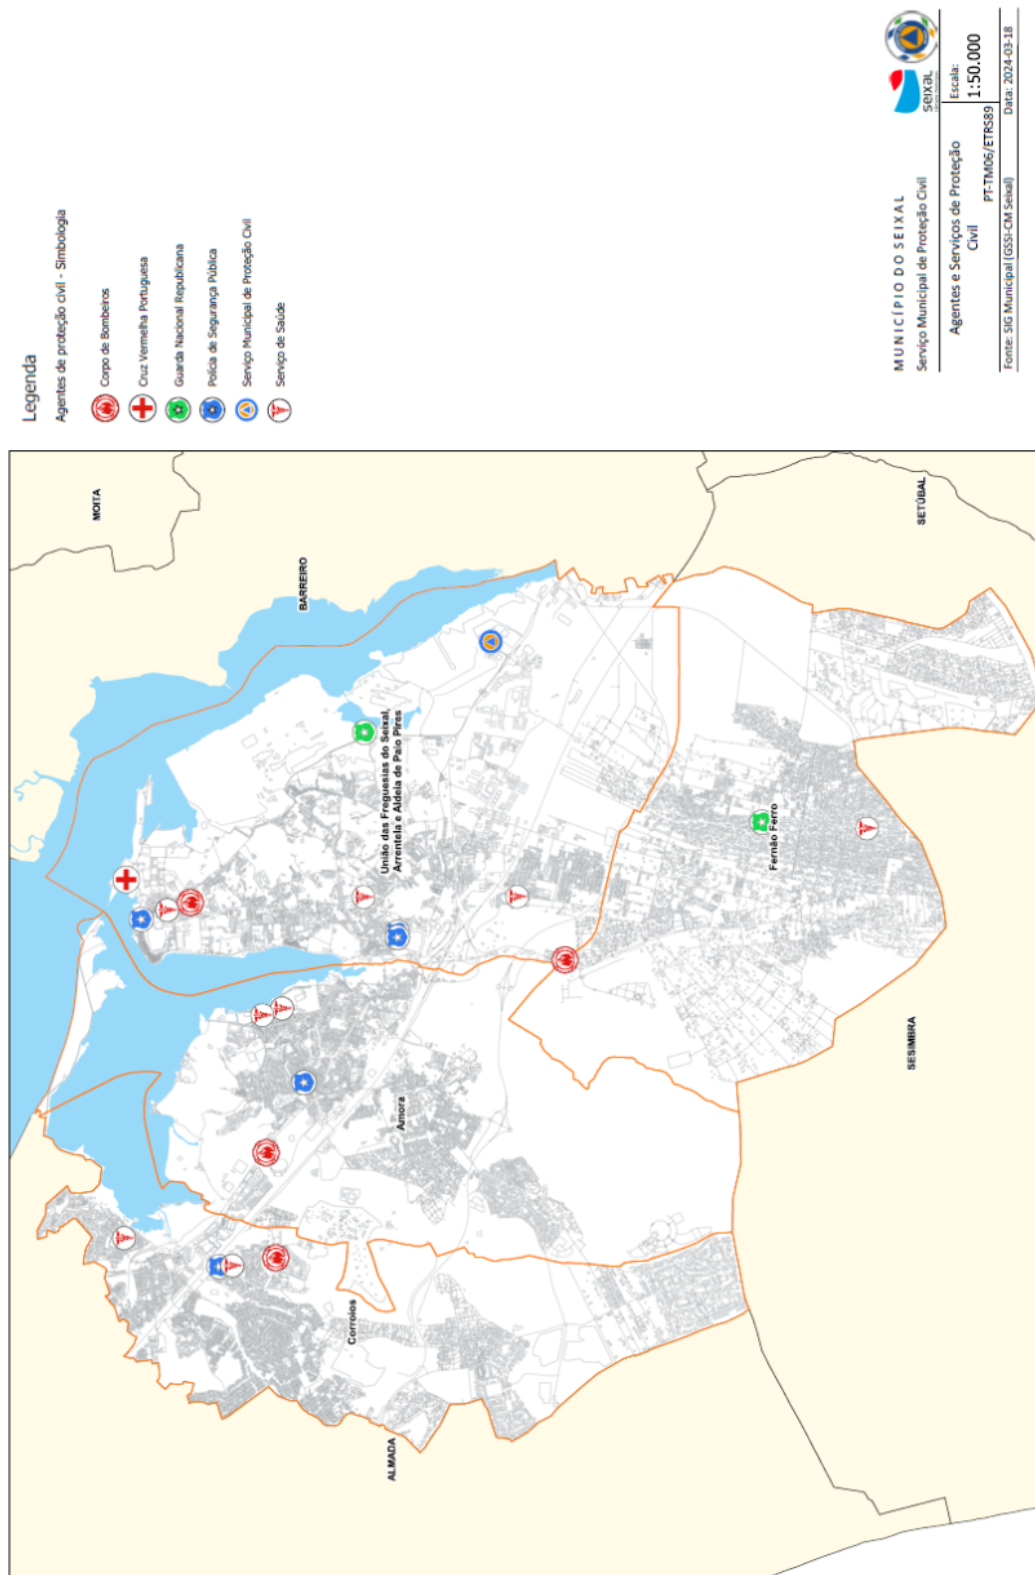 Legenda
Agentes de proteção civil - Simbologia
Corpo de Bombeiros
Cruz Vermelha Portuguesa
Guarda Nacional Republicana
Polícia de Segurança Pública
Serviço Municipal de Proteção Civil
Serviço de Saúde
MOITA
BARREIRO
SETÚBAL
União das Freguesias do Seixal,
Arrentela e Aldeia de Paio Pires
Fernão Ferro
Amora
SESIMBRA
Corroios
ALMADA
MUNICÍPIO DO SEIXAL
Serviço Municipal de Proteção Civil
seixal
Agentes e Serviços de Proteção
Civil
Escala:
1:50.000
PT-TM06/ETRS89
Fonte: SIG Municipal (GSSI-CM Seixal)
Data: 2024-03-18